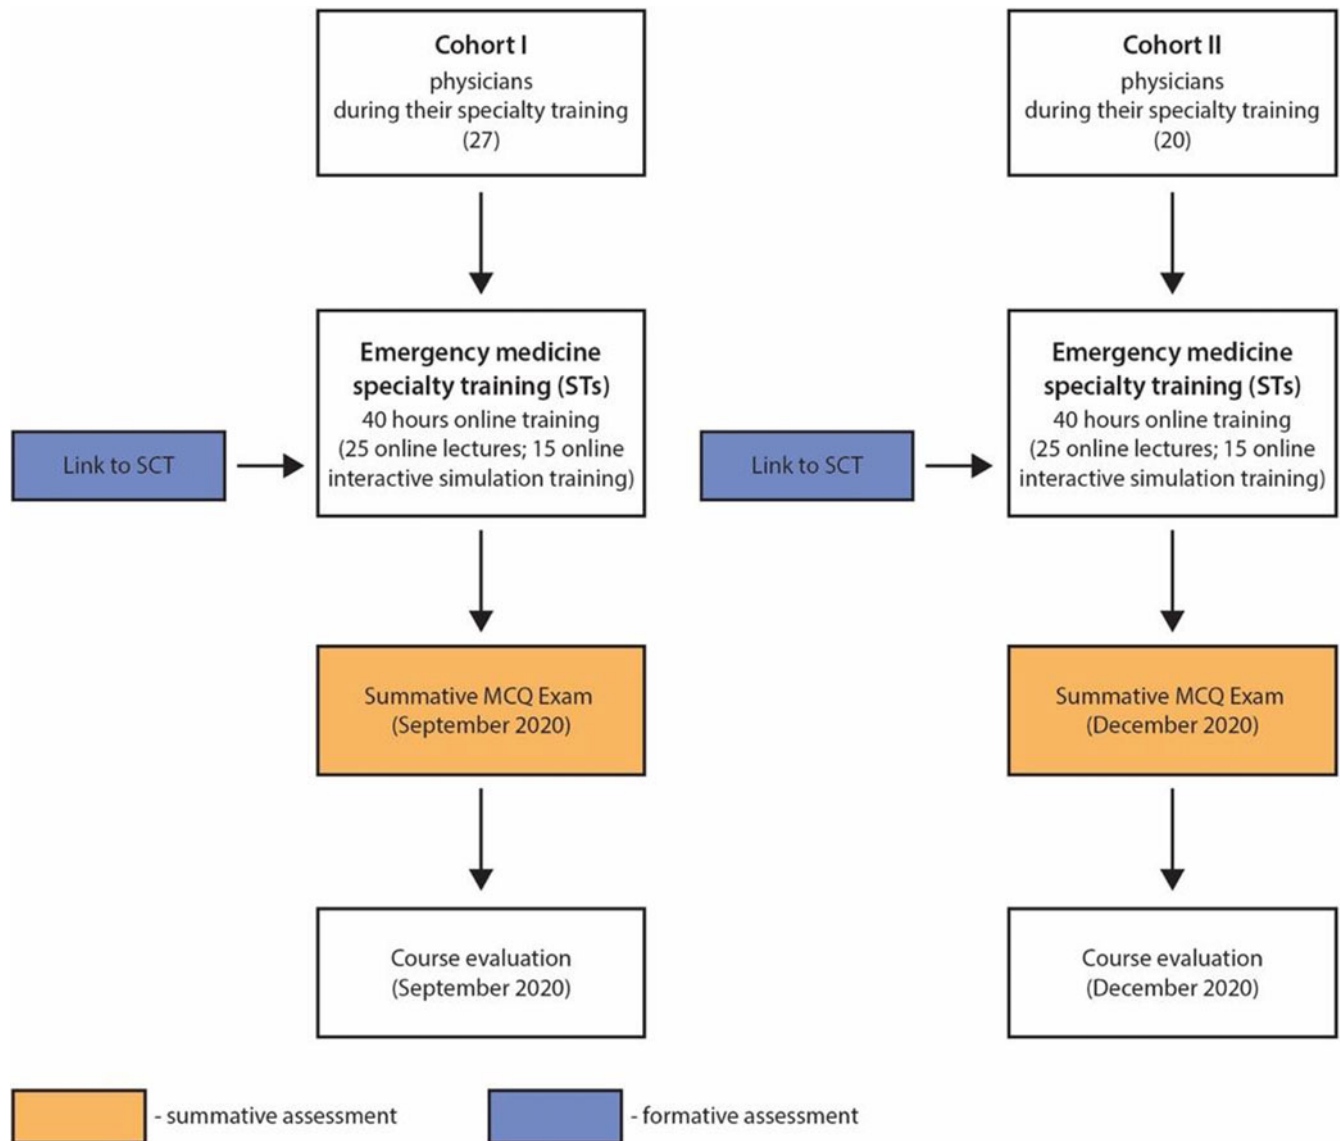 Cohort I
physicians
during their specialty training
(27)
Emergency medicine
specialty training (STs)
40 hours online training
(25 online lectures; 15 online
interactive simulation training)
Link to SCT
Summative MCQ Exam
(September 2020)
Course evaluation
(September 2020)
Cohort II
physicians
during their specialty training
(20)
Emergency medicine
specialty training (STs)
40 hours online training
(25 online lectures; 15 online
interactive simulation training)
Link to SCT
Summative MCQ Exam
(December 2020)
Course evaluation
(December 2020)
- summative assessment
- formative assessment